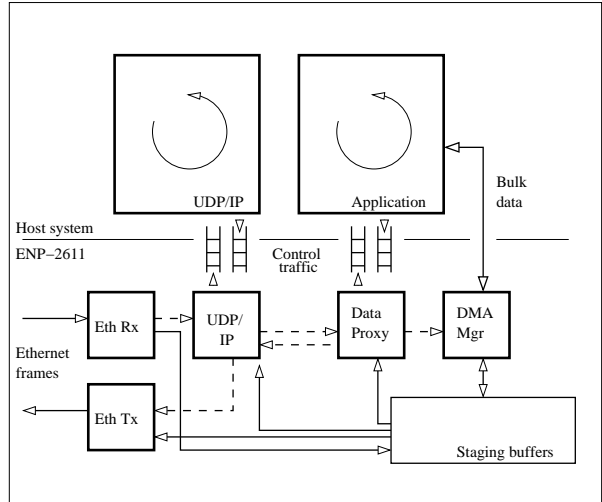 UDP/IP
Application
Bulk
data
Host system
ENP−2611
Control
traffic
Eth Rx
UDP/
IP
Data
Proxy
DMA
Mgr
Ethernet
frames
Eth Tx
Staging buffers